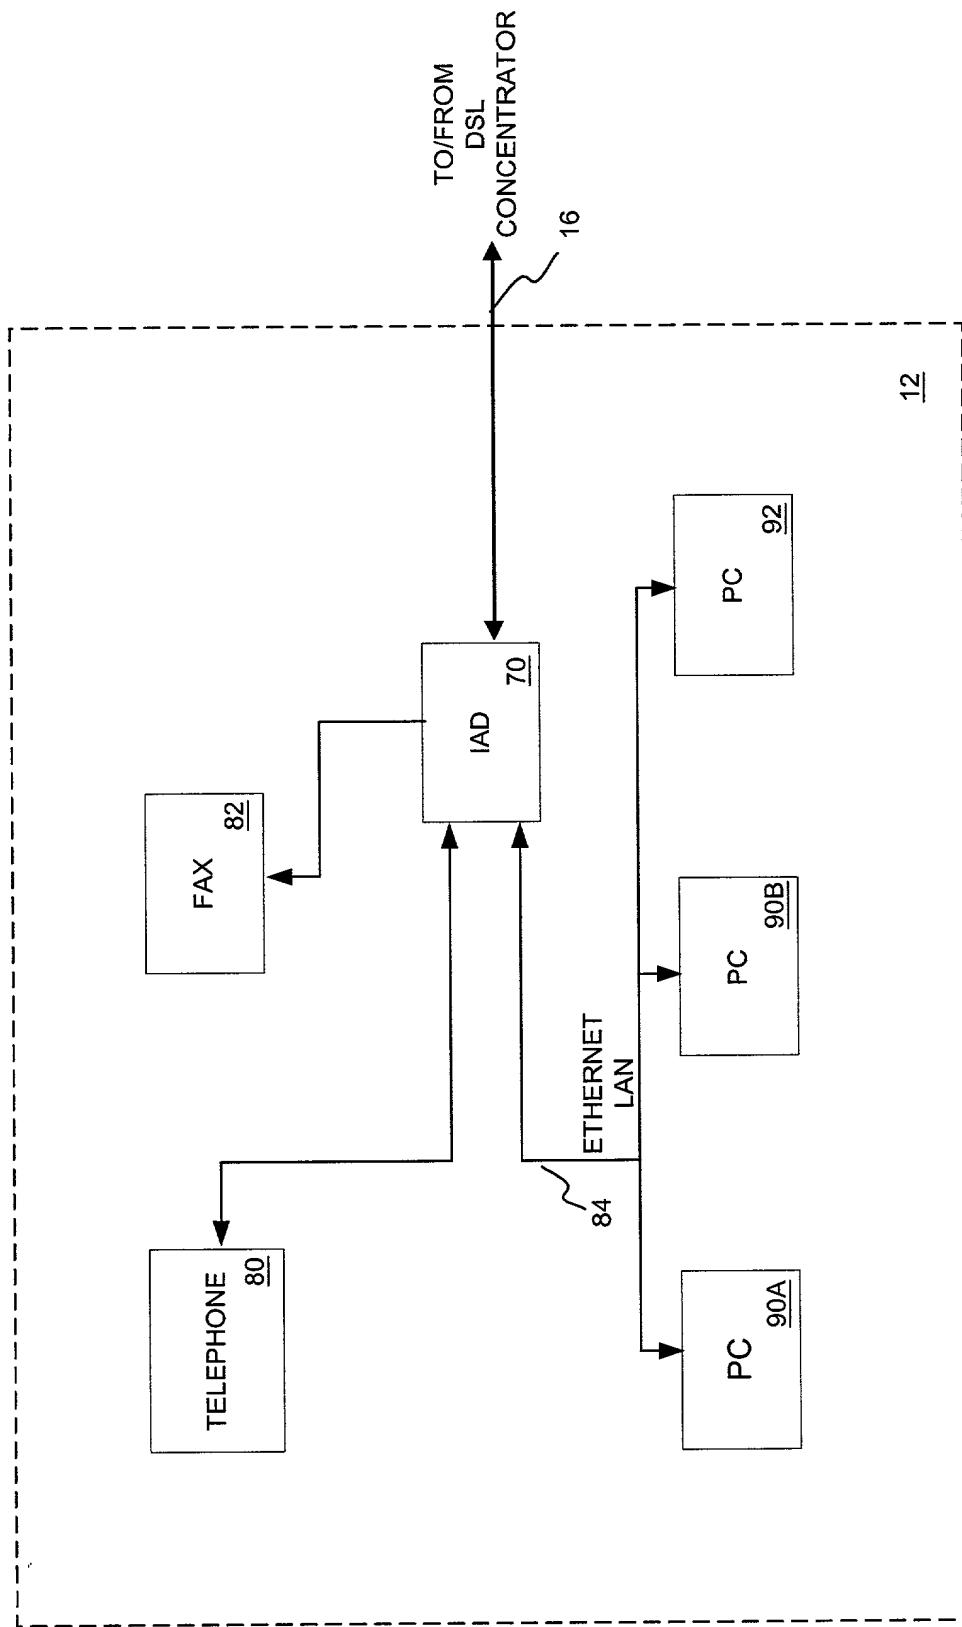 TO/FROM
DSL
CONCENTRATOR
16
12
FAX
82
IAD
70
TELEPHONE
80
ETHERNET
LAN
84
PC
90A
PC
90B
PC
92